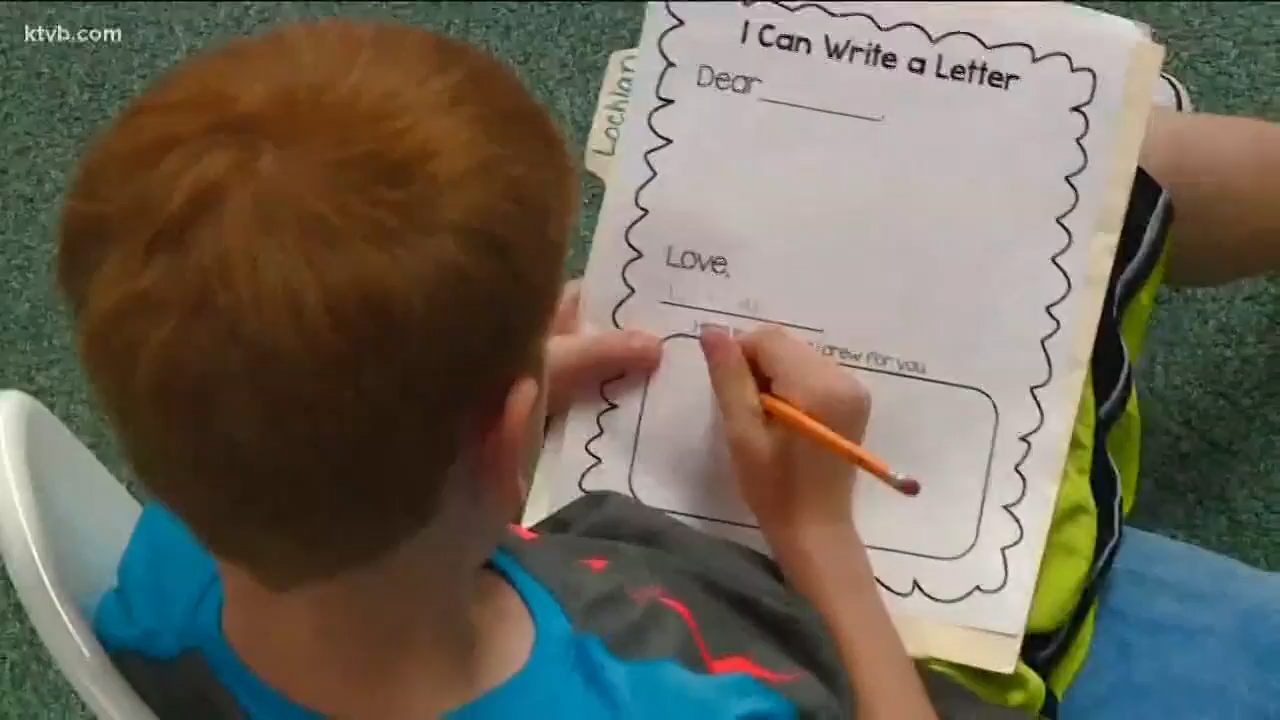 ktvb.com
I Can Write a Letter
Lochlan
Dear
Love,
drew for you